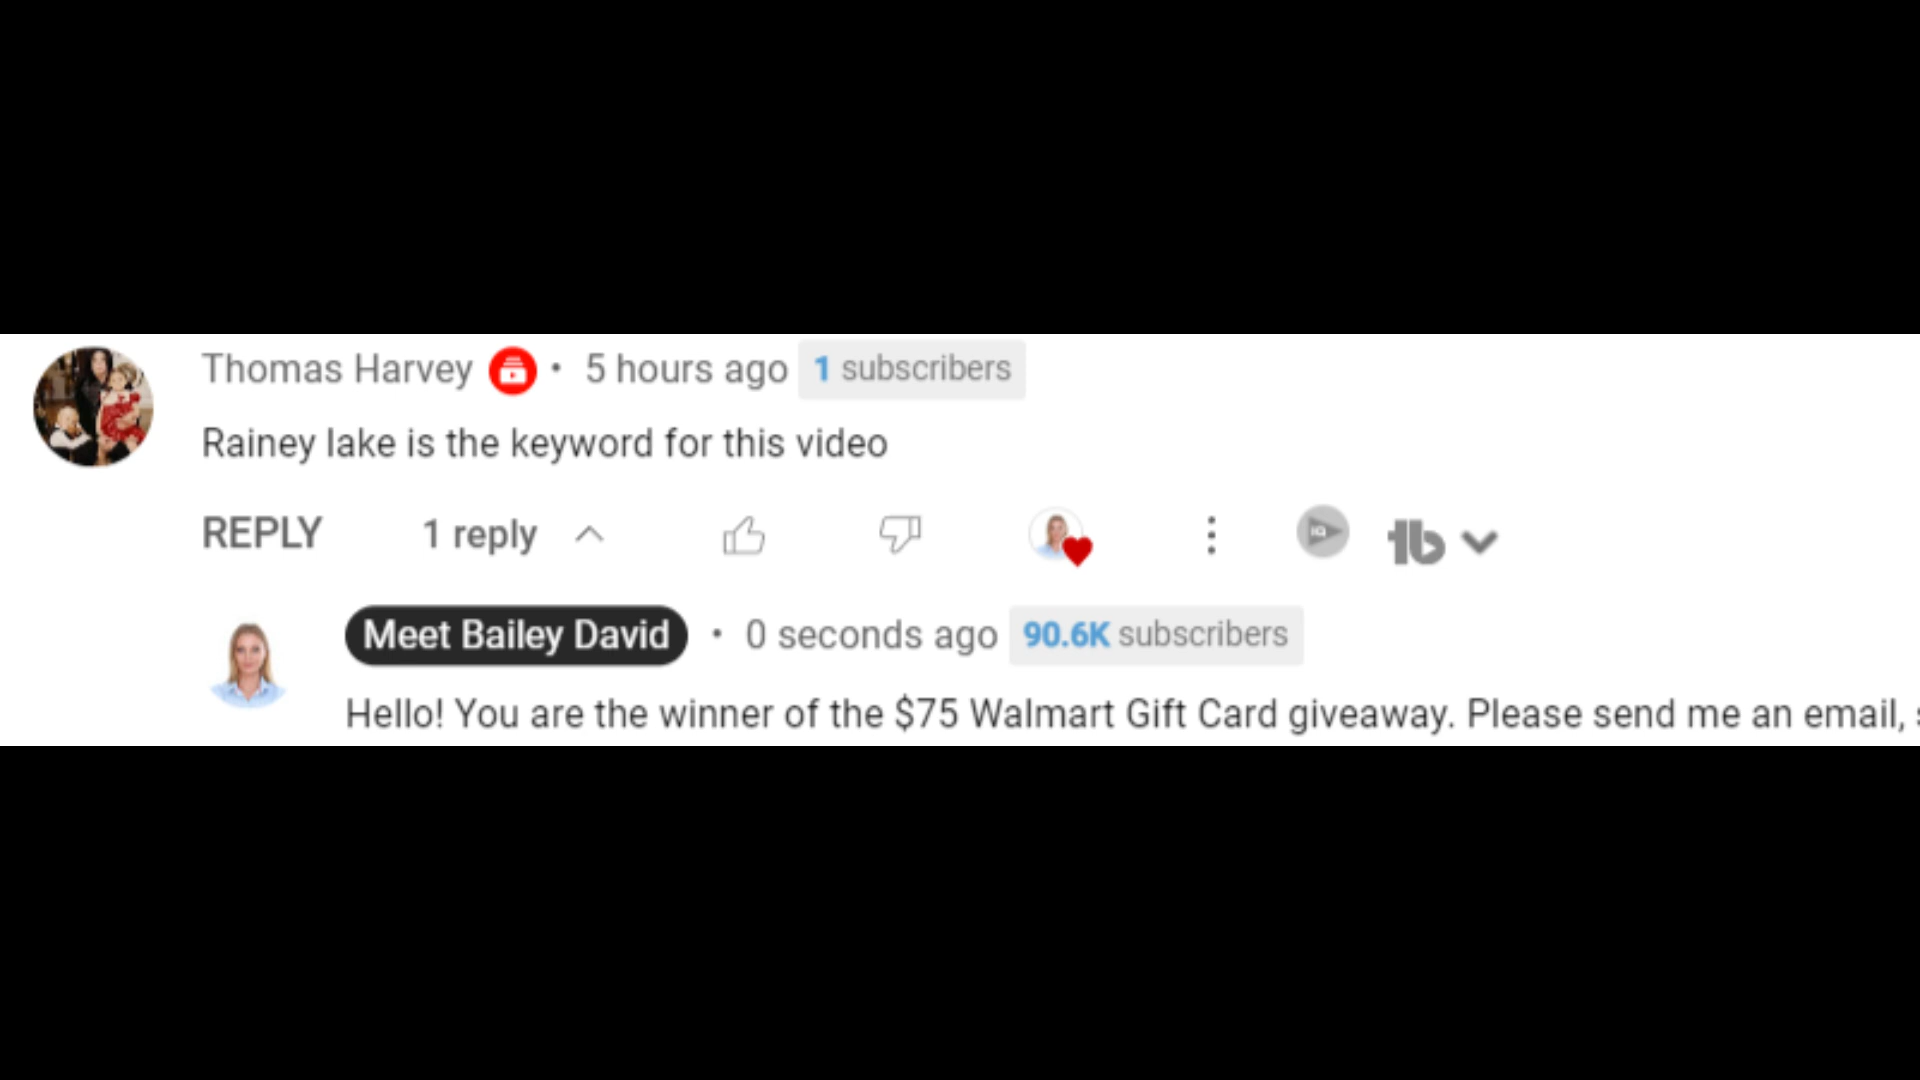 Thomas Harvey • 5 hours ago 1 subscribers
Rainey lake is the keyword for this video
REPLY 1 reply
Meet Bailey David • 0 seconds ago 90.6K subscribers
Hello! You are the winner of the $75 Walmart Gift Card giveaway. Please send me an email,